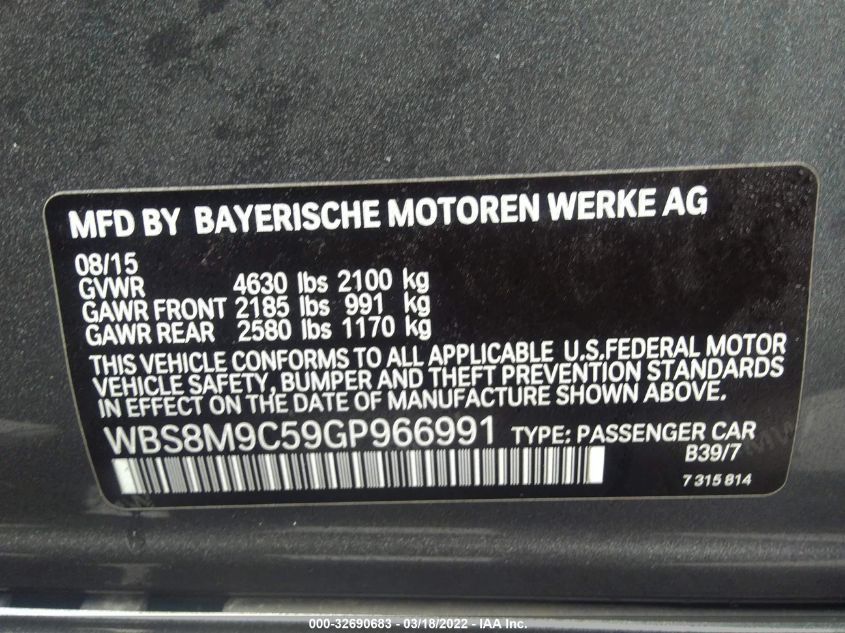 MFD BY BAYERISCHE MOTOREN WERKE AG
08/15
GVWR 4630 lbs 2100 kg
GAWR FRONT 2185 lbs 991 kg
GAWR REAR 2580 lbs 1170 kg
THIS VEHICLE CONFORMS TO ALL APPLICABLE U.S.FEDERAL MOTOR
VEHICLE SAFETY, BUMPER AND THEFT PREVENTION STANDARDS
IN EFFECT ON THE DATE OF MANUFACTURE SHOWN ABOVE.
WBS8M9C59GP966991 TYPE: PASSENGER CAR
B39/7
7 315 814
000-32690683 - 03/18/2022 - IAA Inc.